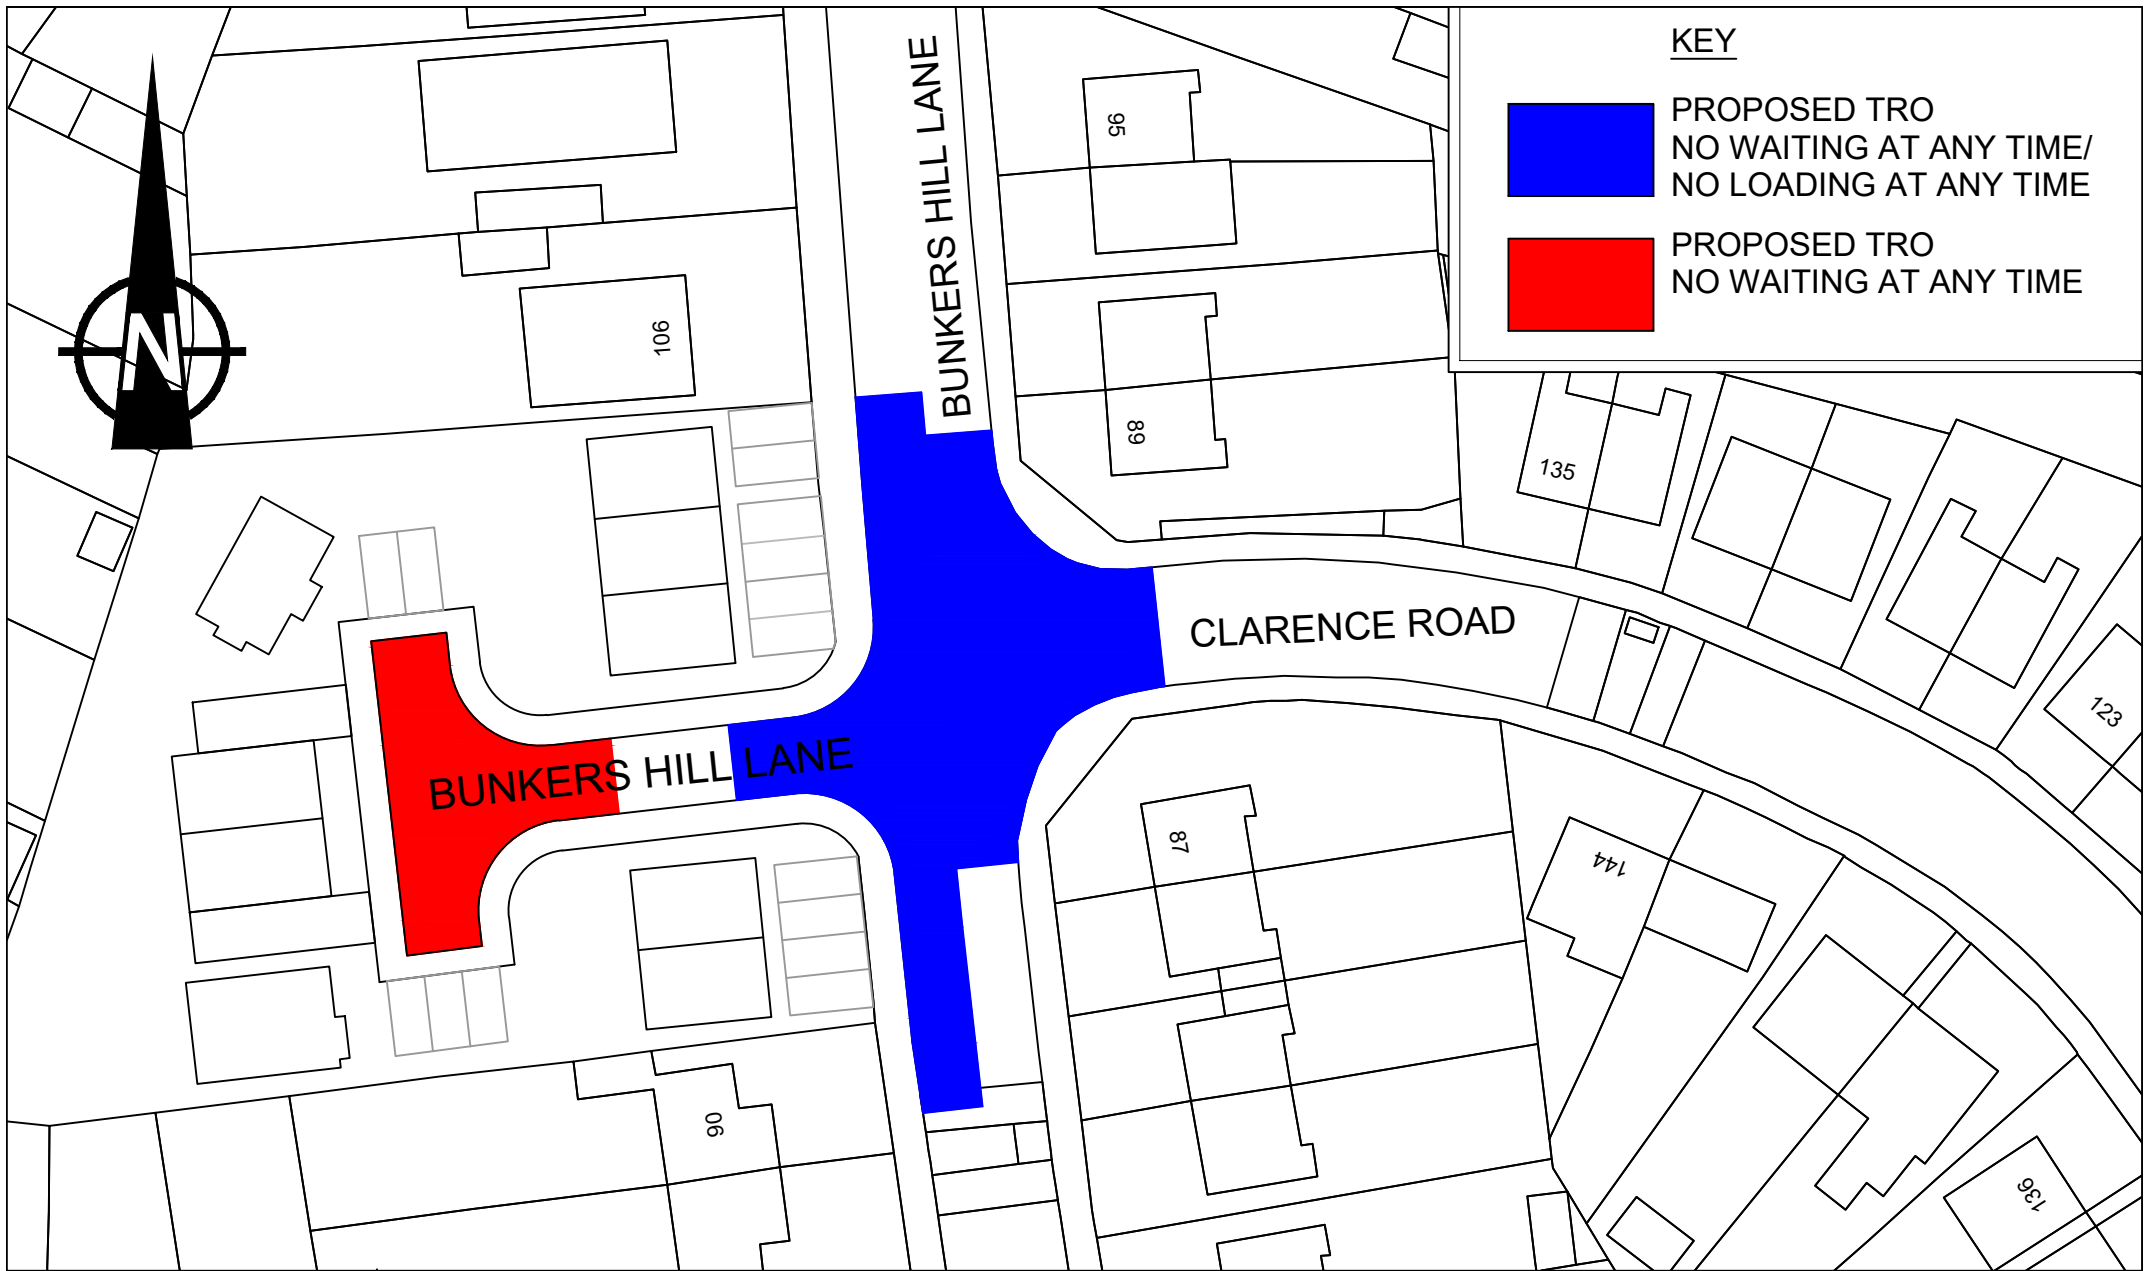 KEY
PROPOSED TRO
NO WAITING AT ANY TIME/
NO LOADING AT ANY TIME
PROPOSED TRO
NO WAITING AT ANY TIME
N
BUNKERS HILL LANE
95
106
89
135
CLARENCE ROAD
123
BUNKERS HILL LANE
87
144
90
136